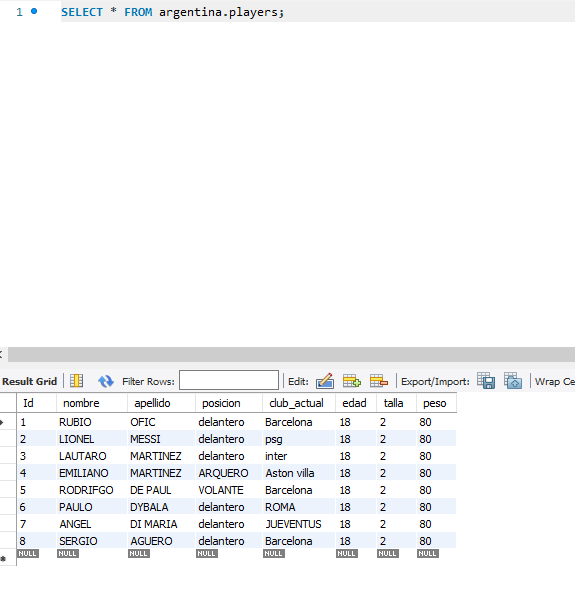 1 SELECT * FROM argentina.players;
Result Grid Filter Rows: Edit: Export/Import: Wrap Ce
Id nombre apellido posicion club_actual edad talla peso
1 RUBIO OFIC delantero Barcelona 18 2 80
2 LIONEL MESSI delantero psg 18 2 80
3 LAUTARO MARTINEZ delantero inter 18 2 80
4 EMILIANO MARTINEZ ARQUERO Aston villa 18 2 80
5 RODRIFGO DE PAUL VOLANTE Barcelona 18 2 80
6 PAULO DYBALA delantero ROMA 18 2 80
7 ANGEL DI MARIA delantero JUEVENTUS 18 2 80
8 SERGIO AGUERO delantero Barcelona 18 2 80
NULL NULL NULL NULL NULL NULL NULL NULL